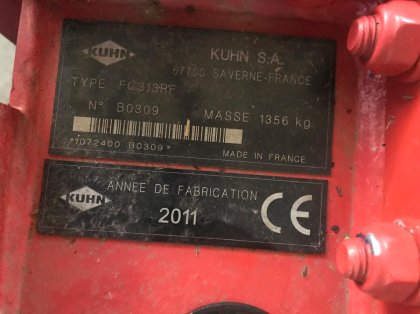 KUHN
KUHN S.A.
67700 SAVERNE-FRANCE
TYPE FC313RF
N° B0309 MASSE 1356 kg
*1072400 B0309*
MADE IN FRANCE
KUHN
ANNEE DE FABRICATION
2011 CE